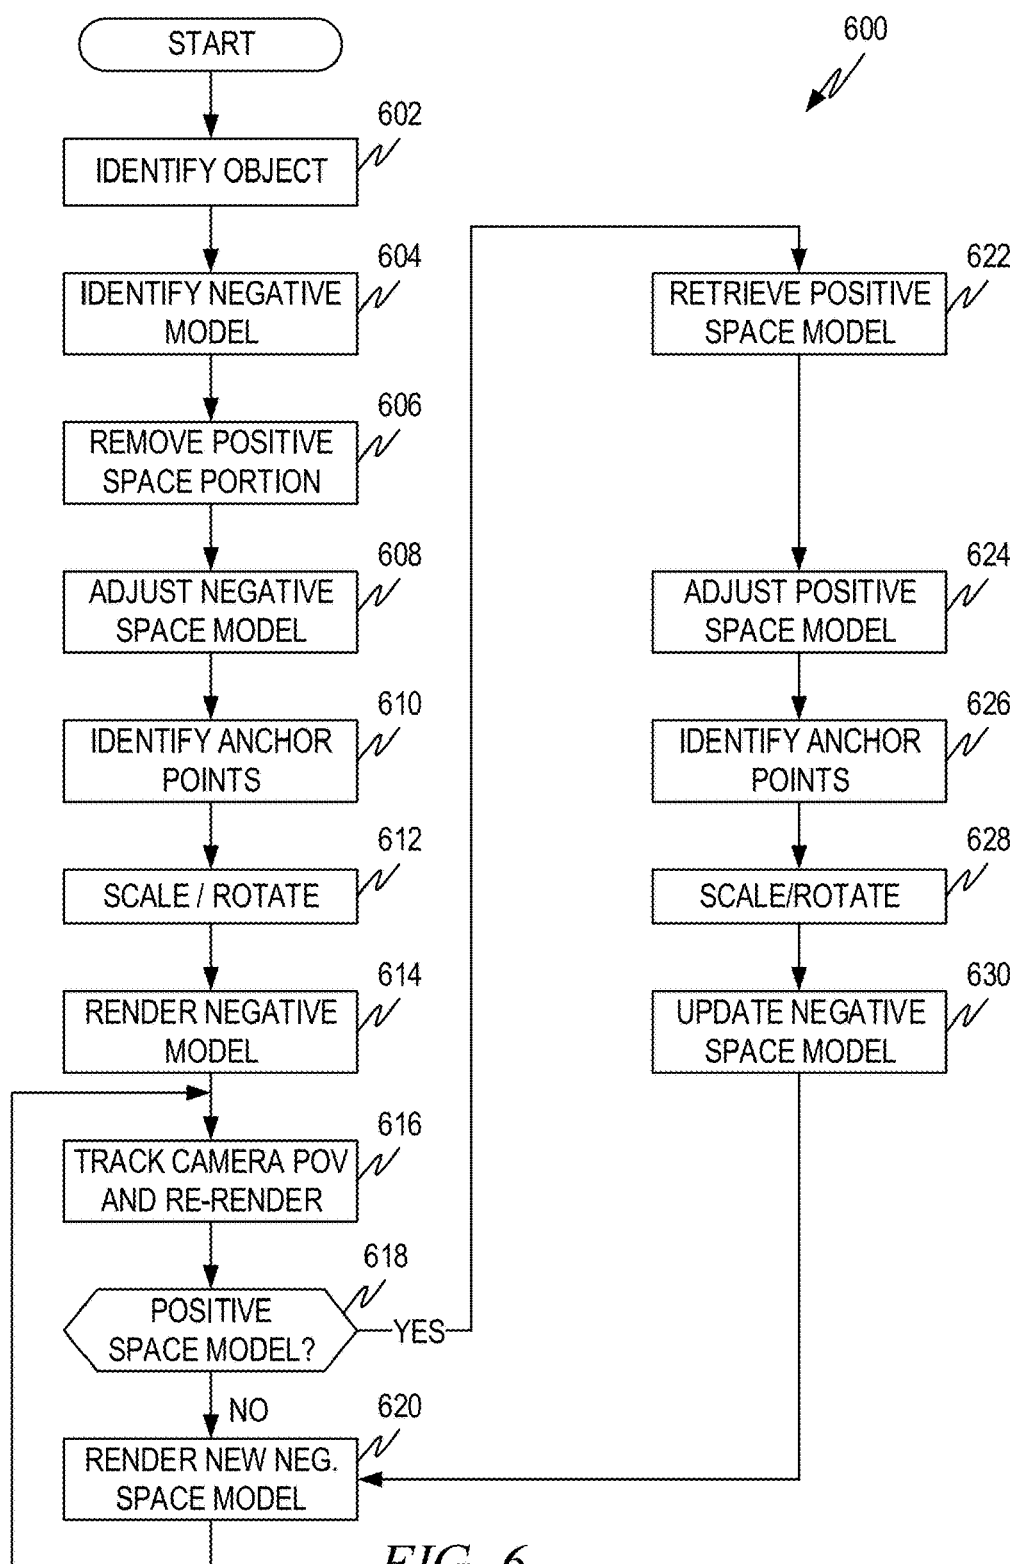 START
600
602
IDENTIFY OBJECT
604
IDENTIFY NEGATIVE
MODEL
606
REMOVE POSITIVE
SPACE PORTION
608
ADJUST NEGATIVE
SPACE MODEL
610
IDENTIFY ANCHOR
POINTS
612
SCALE / ROTATE
614
RENDER NEGATIVE
MODEL
616
TRACK CAMERA POV
AND RE-RENDER
618
POSITIVE
SPACE MODEL?
YES
NO
620
RENDER NEW NEG.
SPACE MODEL
622
RETRIEVE POSITIVE
SPACE MODEL
624
ADJUST POSITIVE
SPACE MODEL
626
IDENTIFY ANCHOR
POINTS
628
SCALE/ROTATE
630
UPDATE NEGATIVE
SPACE MODEL
FIG. 6